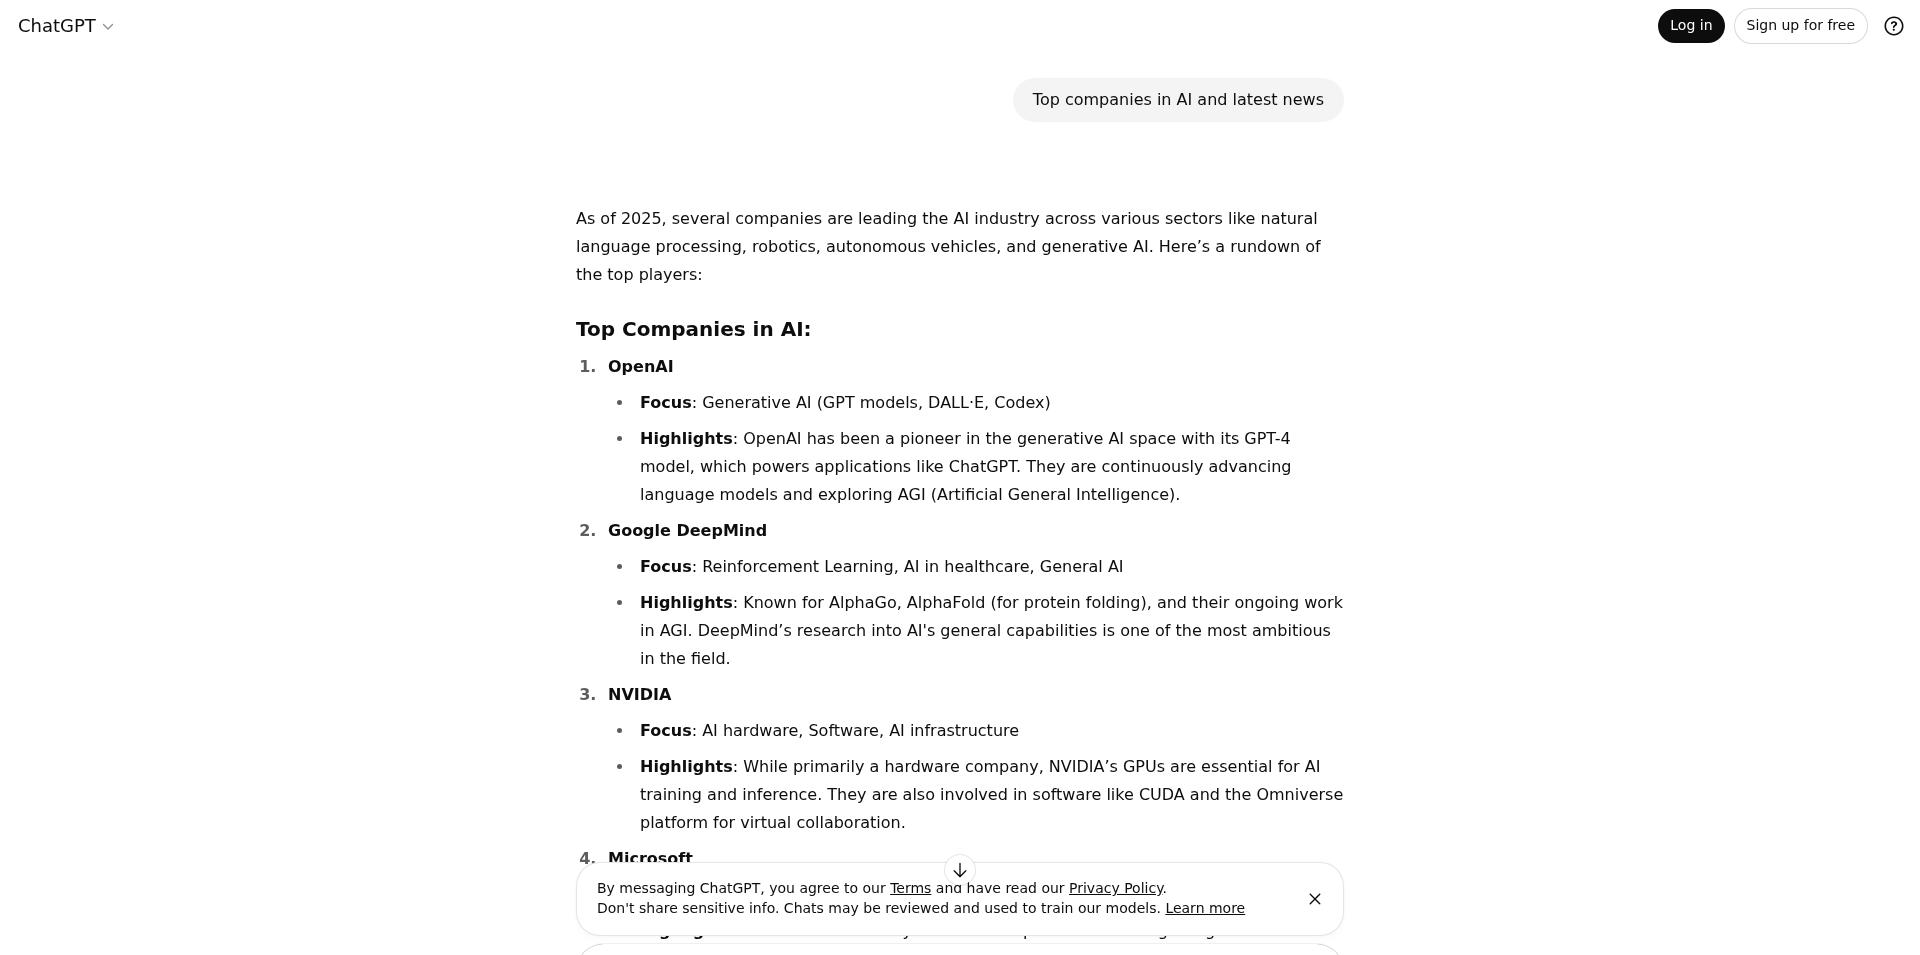 ChatGPT
Log in
Sign up for free
Top companies in AI and latest news
As of 2025, several companies are leading the AI industry across various sectors like natural
language processing, robotics, autonomous vehicles, and generative AI. Here’s a rundown of
the top players:
Top Companies in AI:
1. OpenAI
• Focus: Generative AI (GPT models, DALL·E, Codex)
• Highlights: OpenAI has been a pioneer in the generative AI space with its GPT-4
model, which powers applications like ChatGPT. They are continuously advancing
language models and exploring AGI (Artificial General Intelligence).
2. Google DeepMind
• Focus: Reinforcement Learning, AI in healthcare, General AI
• Highlights: Known for AlphaGo, AlphaFold (for protein folding), and their ongoing work
in AGI. DeepMind’s research into AI's general capabilities is one of the most ambitious
in the field.
3. NVIDIA
• Focus: AI hardware, Software, AI infrastructure
• Highlights: While primarily a hardware company, NVIDIA’s GPUs are essential for AI
training and inference. They are also involved in software like CUDA and the Omniverse
platform for virtual collaboration.
4. Microsoft
By messaging ChatGPT, you agree to our Terms and have read our Privacy Policy.
Don't share sensitive info. Chats may be reviewed and used to train our models. Learn more